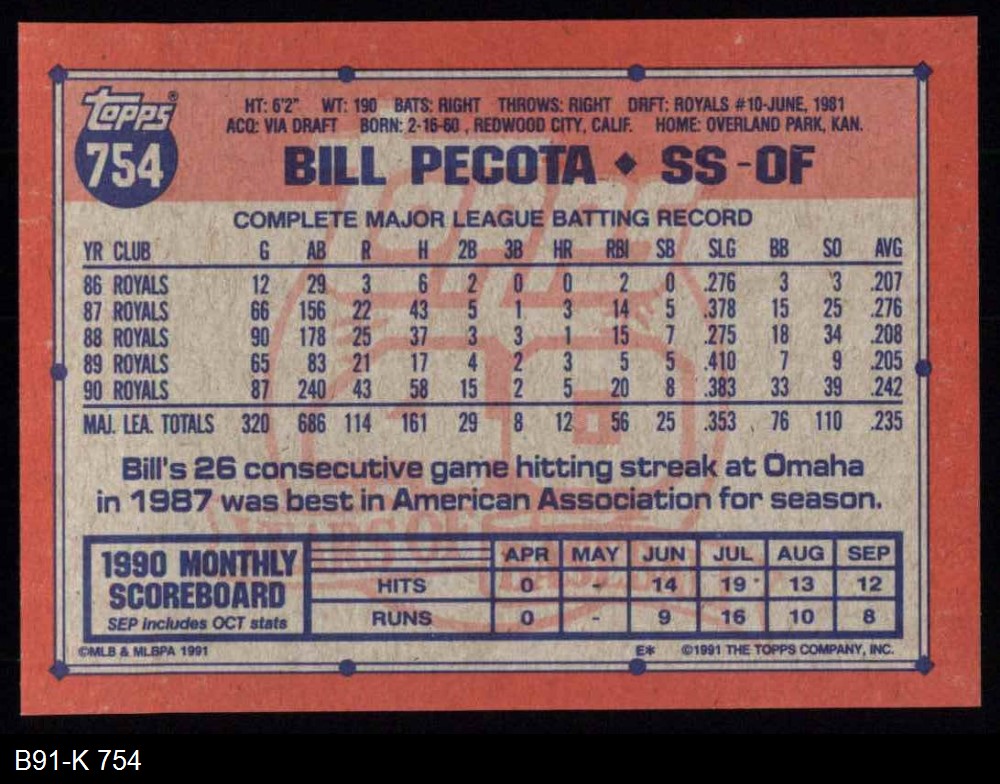 topps®
754
HT: 6'2" WT: 190 BATS: RIGHT THROWS: RIGHT DRFT: ROYALS #10-JUNE, 1981
ACQ: VIA DRAFT BORN: 2-16-60 , REDWOOD CITY, CALIF. HOME: OVERLAND PARK, KAN.
BILL PECOTA ◆ SS-OF
COMPLETE MAJOR LEAGUE BATTING RECORD
YR CLUB G AB R H 2B 3B HR RBI SB SLG BB SO AVG
86 ROYALS 12 29 3 6 2 0 0 2 0 .276 3 3 .207
87 ROYALS 66 156 22 43 5 1 3 14 5 .378 15 25 .276
88 ROYALS 90 178 25 37 3 3 1 15 7 .275 18 34 .208
89 ROYALS 65 83 21 17 4 2 3 5 5 .410 7 9 .205
90 ROYALS 87 240 43 58 15 2 5 20 8 .383 33 39 .242
MAJ. LEA. TOTALS 320 686 114 161 29 8 12 56 25 .353 76 110 .235
Bill's 26 consecutive game hitting streak at Omaha
in 1987 was best in American Association for season.
1990 MONTHLY
SCOREBOARD
SEP includes OCT stats
APR MAY JUN JUL AUG SEP
HITS 0 - 14 19 13 12
RUNS 0 - 9 16 10 8
©MLB & MLBPA 1991 E* ©1991 THE TOPPS COMPANY, INC.
B91-K 754